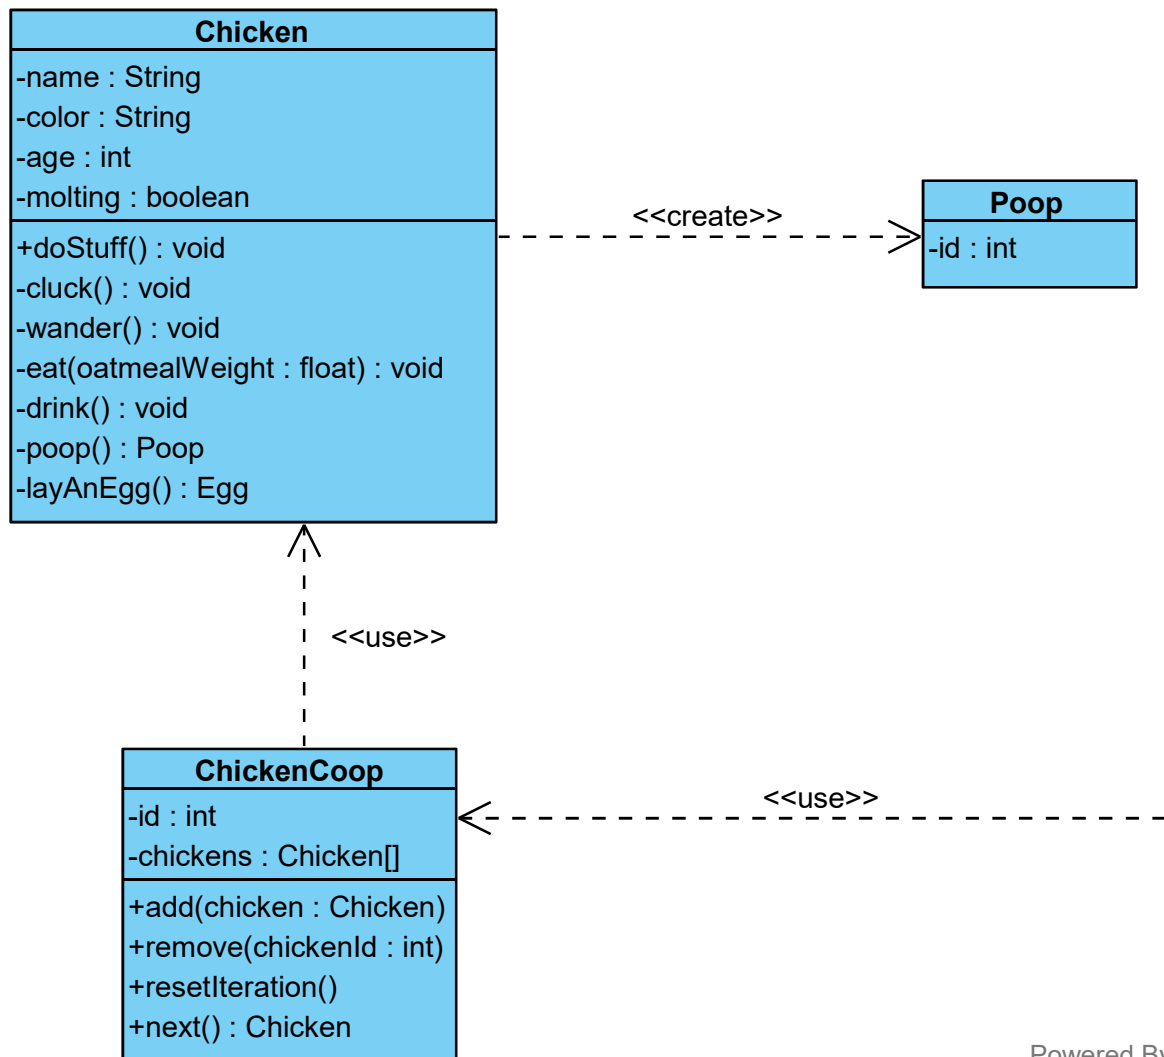 Chicken
-name : String
-color : String
-age : int
-molting : boolean
+doStuff() : void
-cluck() : void
-wander() : void
-eat(oatmealWeight : float) : void
-drink() : void
-poop() : Poop
-layAnEgg() : Egg
<<create>>
Poop
-id : int
<<use>>
ChickenCoop
-id : int
-chickens : Chicken[]
+add(chicken : Chicken)
+remove(chickenId : int)
+resetIteration()
+next() : Chicken
<<use>>
Powered By